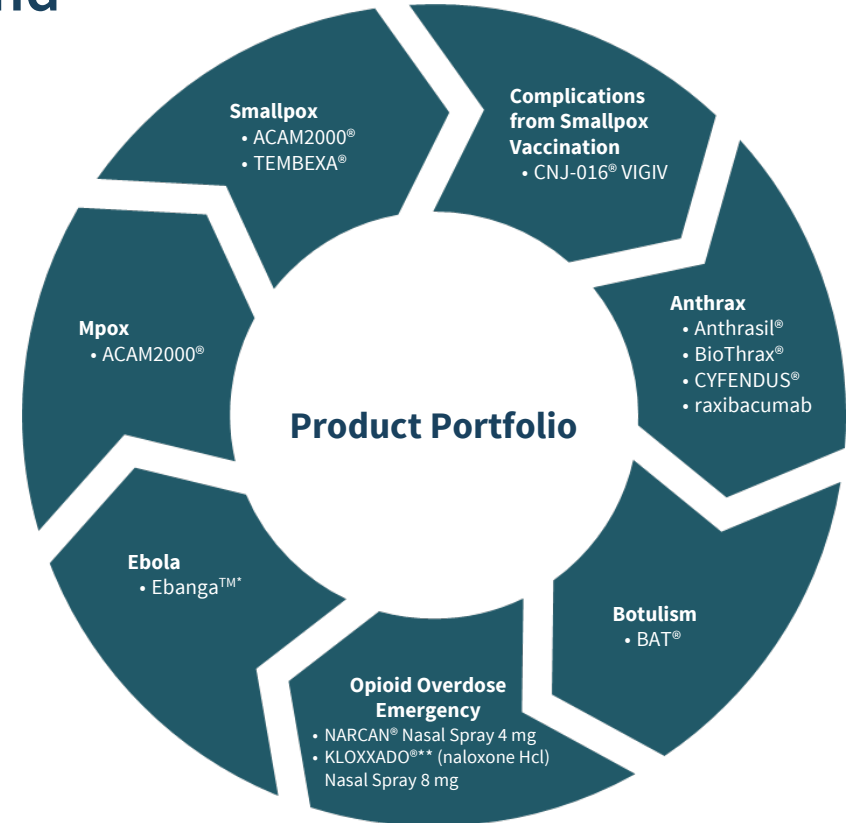 Smallpox
• ACAM2000®
• TEMBEXA®
Complications
from Smallpox
Vaccination
• CNJ-016® VIGIV
Anthrax
• Anthrasil®
• BioThrax®
• CYFENDUS®
• raxibacumab
Botulism
• BAT®
Opioid Overdose
Emergency
• NARCAN® Nasal Spray 4 mg
• KLOXXADO®** (naloxone Hcl)
Nasal Spray 8 mg
Ebola
• Ebanga™*
Mpox
• ACAM2000®
Product Portfolio